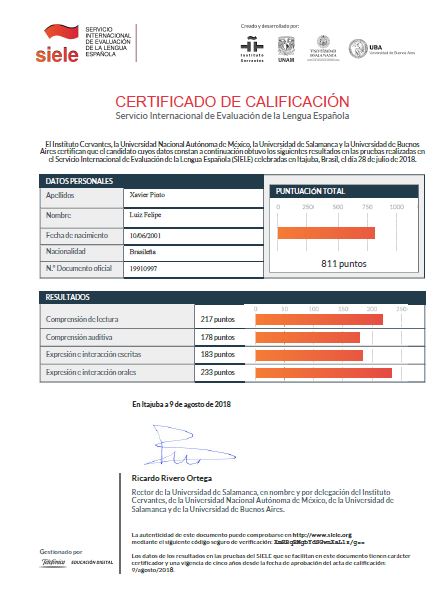 siele
SERVICIO
INTERNACIONAL
DE EVALUACIÓN
DE LA LENGUA
ESPAÑOLA
Creado y desarrollado por:
Instituto
Cervantes
UNAM
VNiVERSIDAD
D SALAMANCA
UBA
Universidad de Buenos Aires
CERTIFICADO DE CALIFICACIÓN
Servicio Internacional de Evaluación de la Lengua Española
El Instituto Cervantes, la Universidad Nacional Autónoma de México, la Universidad de Salamanca y la Universidad de Buenos
Aires certifican que el candidato cuyos datos constan a continuación obtuvo los siguientes resultados en las pruebas realizadas en
el Servicio Internacional de Evaluación de la Lengua Española (SIELE) celebradas en Itajuba, Brasil, el día 28 de julio de 2018.
DATOS PERSONALES
Apellidos Xavier Pinto
Nombre Luiz Felipe
Fecha de nacimiento 10/06/2001
Nacionalidad Brasileña
N.º Documento oficial 19910997
PUNTUACIÓN TOTAL
0 250 500 750 1000
811 puntos
RESULTADOS
0 50 100 150 200 250
Comprensión de lectura 217 puntos
Comprensión auditiva 178 puntos
Expresión e interacción escritas 183 puntos
Expresión e interacción orales 233 puntos
En Itajuba a 9 de agosto de 2018
Ricardo Rivero Ortega
Rector de la Universidad de Salamanca, en nombre y por delegación del Instituto
Cervantes, de la Universidad Nacional Autónoma de México, de la Universidad de
Salamanca y de la Universidad de Buenos Aires.
La autenticidad de este documento puede comprobarse en http://www.siele.org
mediante el siguiente código seguro de verificación:
Gestionado por
Telefónica EDUCACIÓN DIGITAL
Los datos de los resultados en las pruebas del SIELE que se facilitan en este documento tienen carácter
certificador y una vigencia de cinco años desde la fecha de aprobación del acta de calificación:
9/agosto/2018.